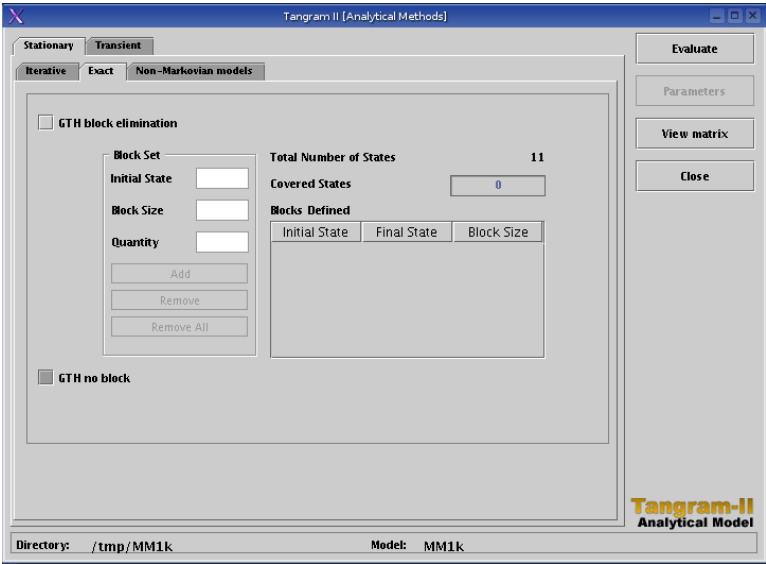 Tangram II [Analytical Methods]
Stationary Transient
Iterative Exact Non-Markovian models
GTH block elimination
Block Set
Initial State
Block Size
Quantity
Add
Remove
Remove All
Total Number of States 11
Covered States 0
Blocks Defined
Initial State Final State Block Size
GTH no block
Evaluate
Parameters
View matrix
Close
Tangram-II
Analytical Model
Directory: /tmp/MM1k Model: MM1k